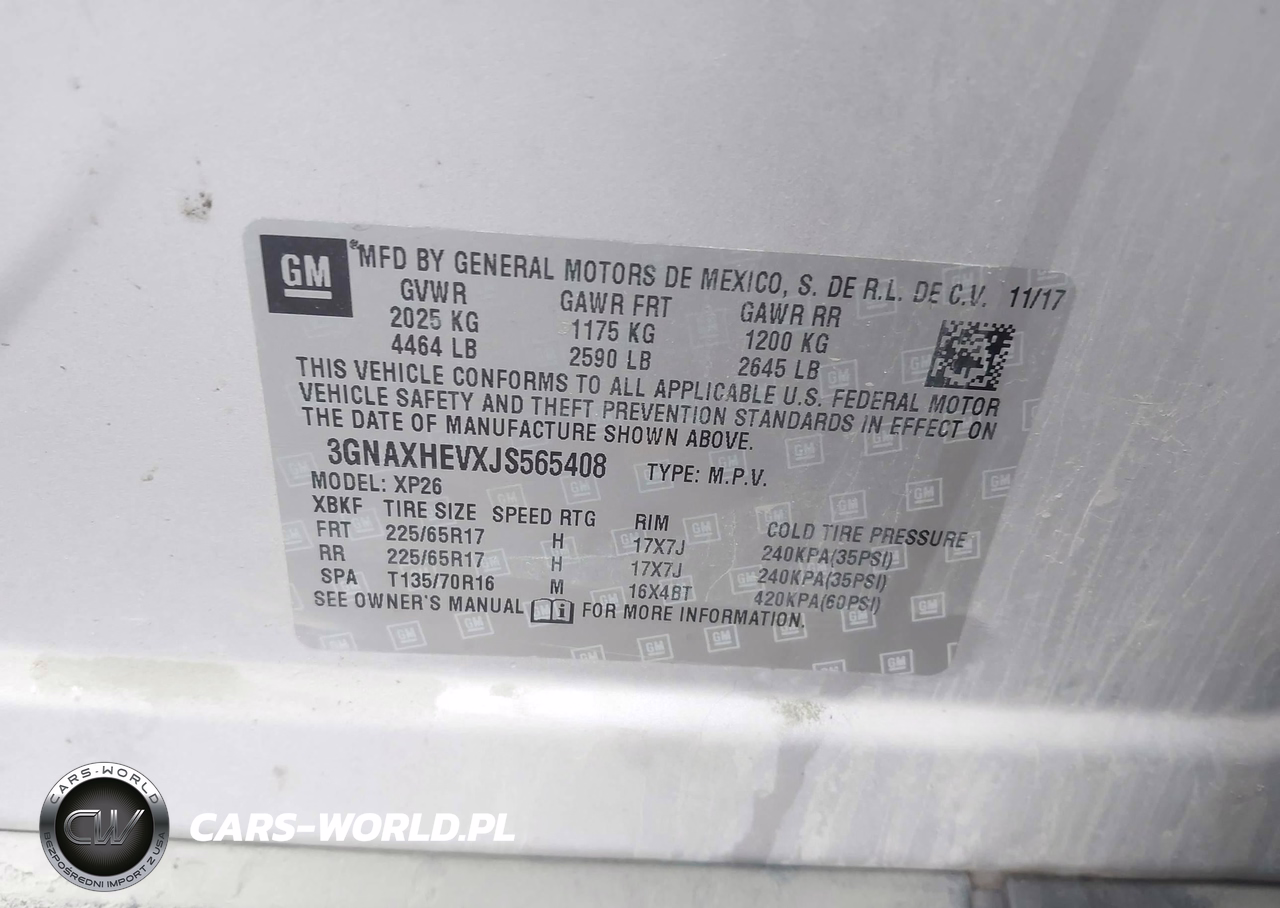 GM
MFD BY GENERAL MOTORS DE MEXICO, S. DE R.L. DE C.V. 11/17
GVWR GAWR FRT GAWR RR
2025 KG 1175 KG 1200 KG
4464 LB 2590 LB 2645 LB
THIS VEHICLE CONFORMS TO ALL APPLICABLE U.S. FEDERAL MOTOR
VEHICLE SAFETY AND THEFT PREVENTION STANDARDS IN EFFECT ON
THE DATE OF MANUFACTURE SHOWN ABOVE.
3GNAXHEVXJS565408 TYPE: M.P.V.
MODEL: XP26
XBKF TIRE SIZE SPEED RTG RIM COLD TIRE PRESSURE
FRT 225/65R17 H 17X7J 240KPA(35PSI)
RR 225/65R17 H 17X7J 240KPA(35PSI)
SPA T135/70R16 M 16X4BT 420KPA(60PSI)
SEE OWNER'S MANUAL i FOR MORE INFORMATION.
CARS-WORLD
CW
BEZPOŚREDNI IMPORT Z USA
CARS-WORLD.PL